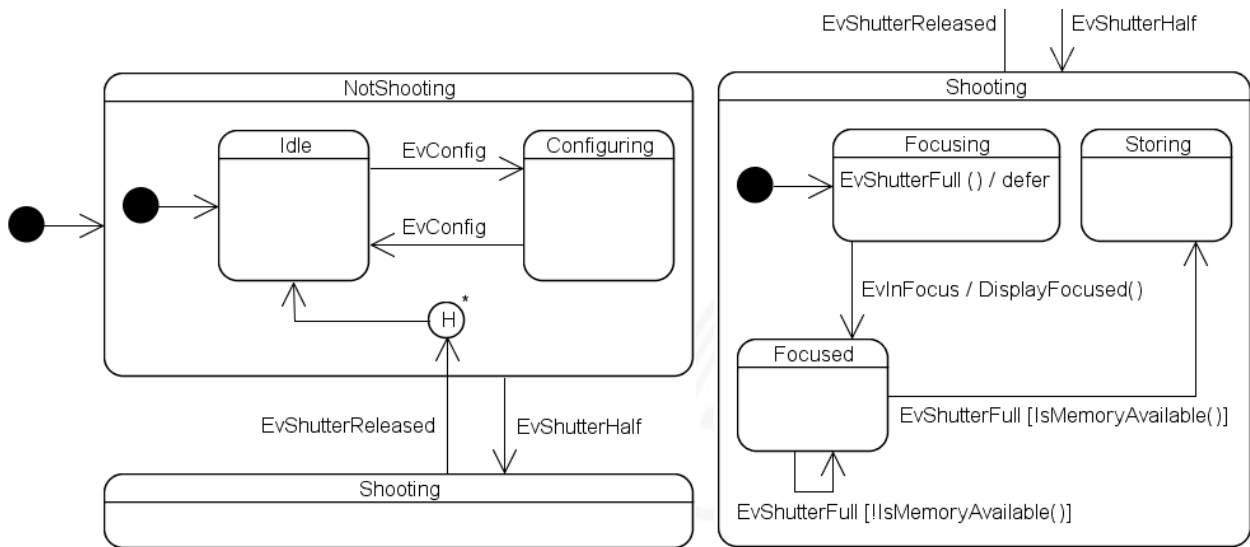 NotShooting
Idle
EvConfig
Configuring
EvConfig
H
*
EvShutterReleased
EvShutterHalf
Shooting
EvShutterReleased
EvShutterHalf
Shooting
Focusing
EvShutterFull () / defer
Storing
EvInFocus / DisplayFocused()
Focused
EvShutterFull [IsMemoryAvailable()]
EvShutterFull [!IsMemoryAvailable()]